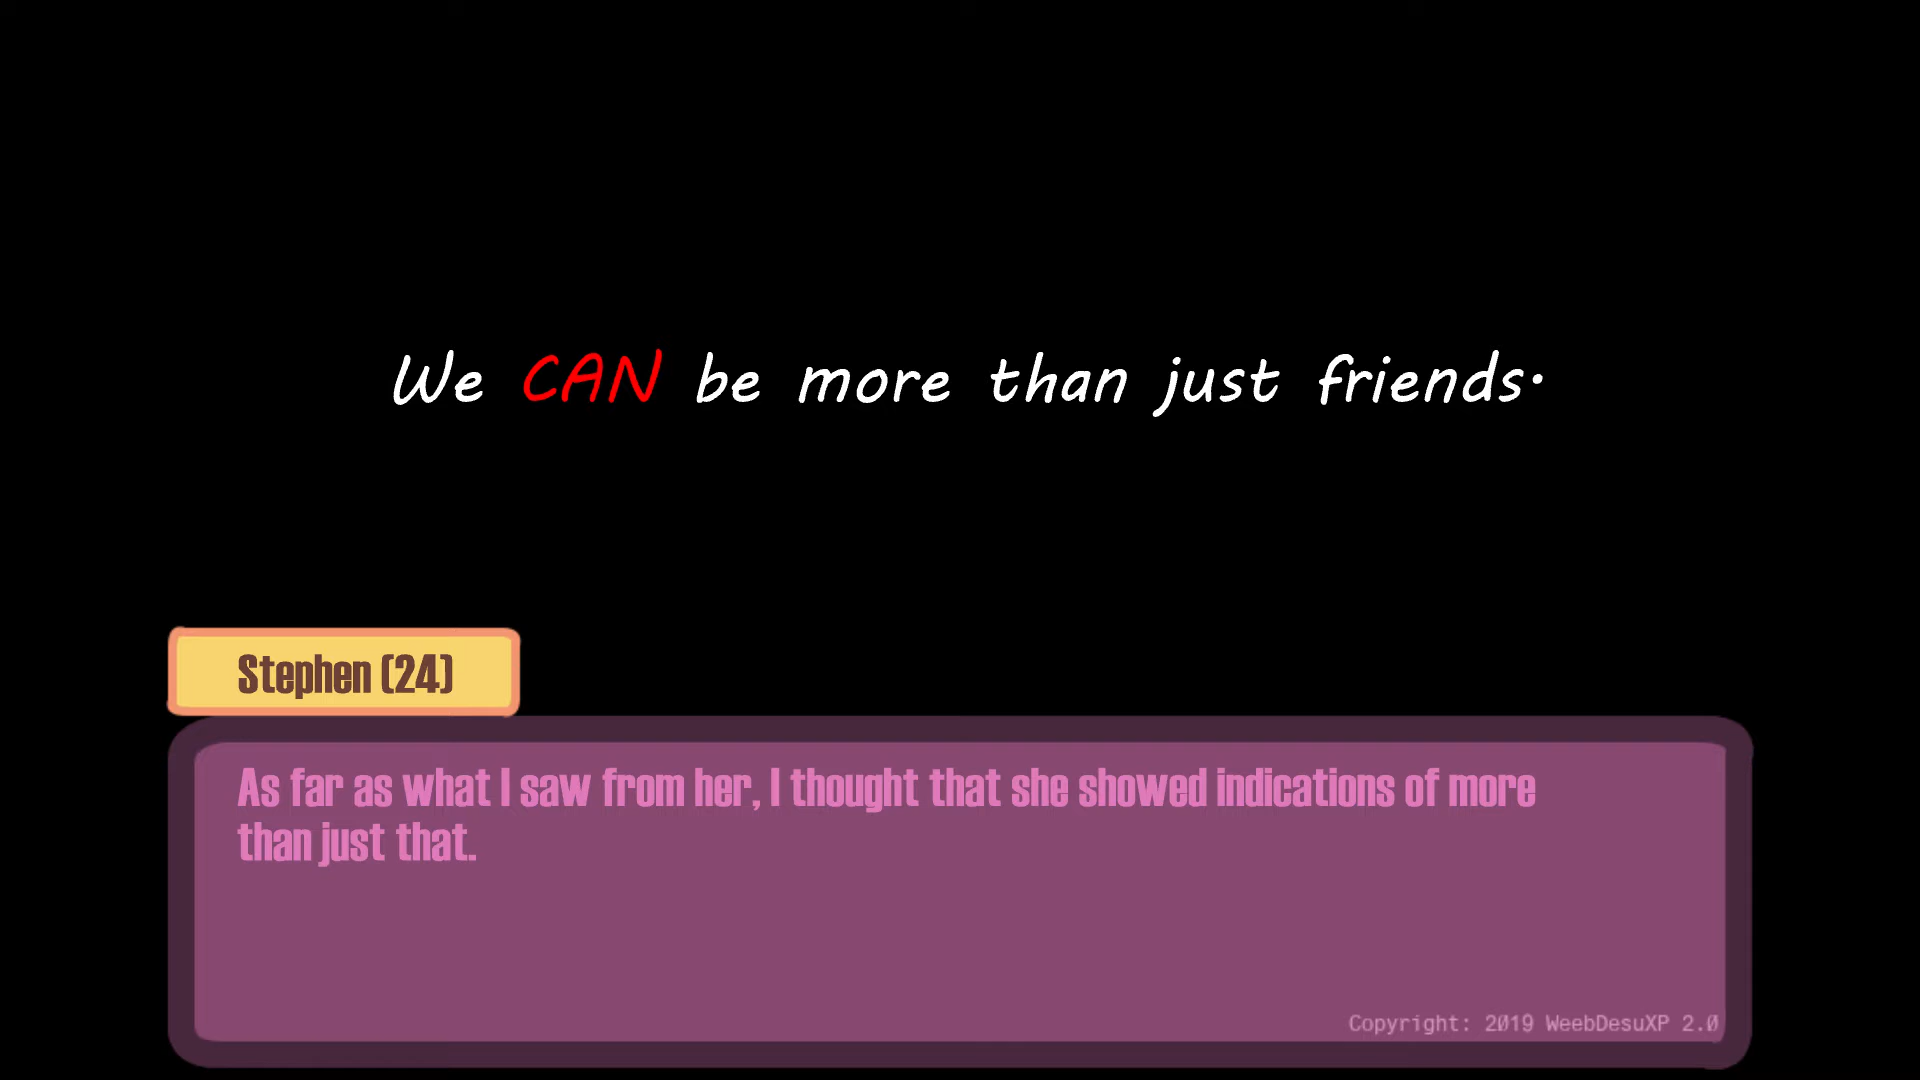 We CAN be more than just friends.
Stephen (24)
As far as what I saw from her, I thought that she showed indications of more
than just that.
Copyright: 2019 WeebDesuXP 2.0